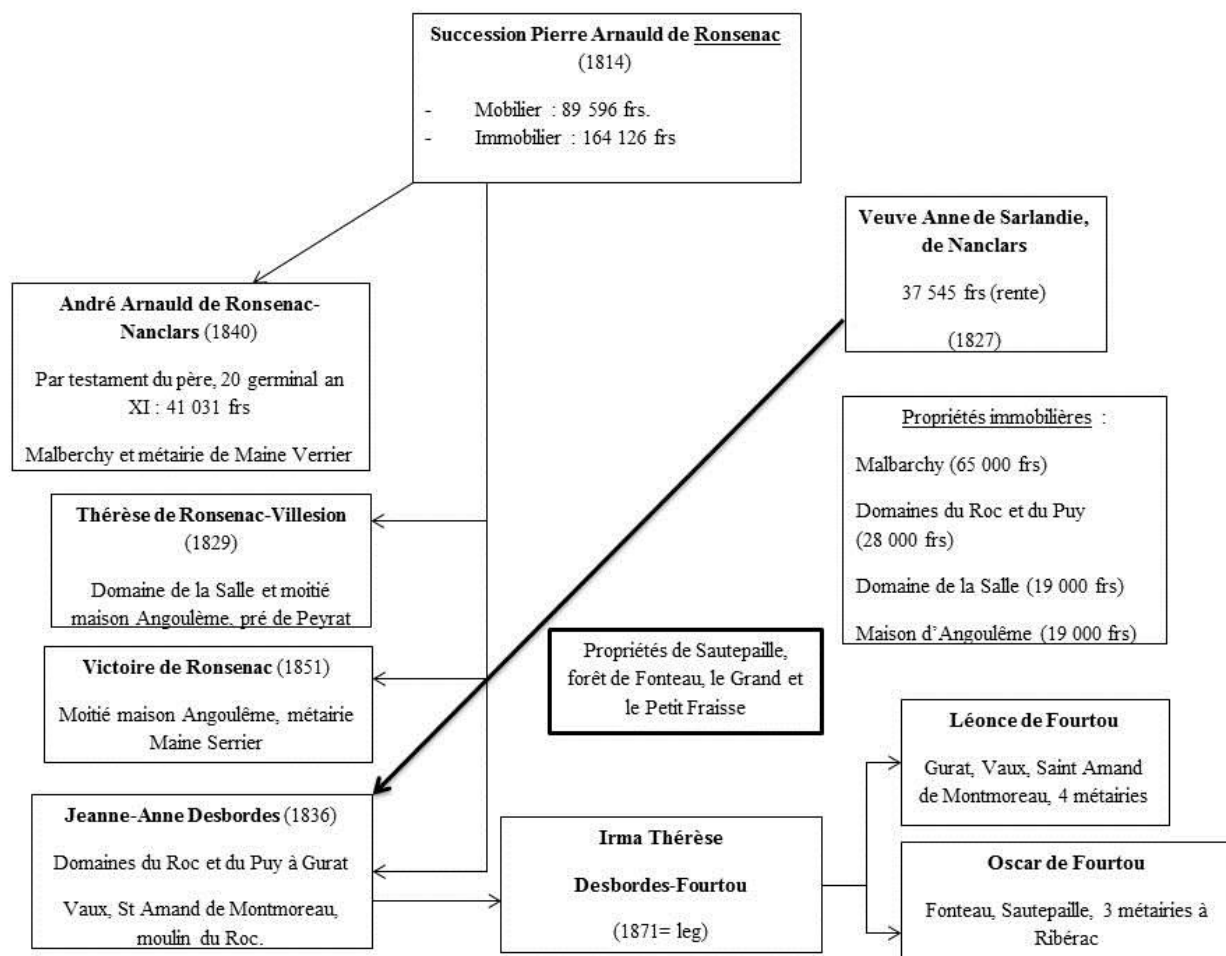 Succession Pierre Arnauld de Ronsenac
(1814)
- Mobilier : 89 596 frs.
- Immobilier : 164 126 frs
Veuve Anne de Sarlandie,
de Nanclars
37 545 frs (rente)
(1827)
André Arnauld de Ronsenac-
Nanclars (1840)
Par testament du père, 20 germinal an
XI : 41 031 frs
Malberchy et métairie de Maine Verrier
Propriétés immobilières :
Malbarchy (65 000 frs)
Domaines du Roc et du Puy
(28 000 frs)
Domaine de la Salle (19 000 frs)
Maison d’Angoulême (19 000 frs)
Thérèse de Ronsenac-Villesion
(1829)
Domaine de la Salle et moitié
maison Angoulème, pré de Peyrat
Propriétés de Sautepaille,
forêt de Fonteau, le Grand et
le Petit Fraisse
Victoire de Ronsenac (1851)
Moitié maison Angoulême, métairie
Maine Serrier
Jeanne-Anne Desbordes (1836)
Domaines du Roc et du Puy à Gurat
Vaux, St Amand de Montmoreau,
moulin du Roc.
Irma Thérèse
Desbordes-Fourtou
(1871= leg)
Léonce de Fourtou
Gurat, Vaux, Saint Amand
de Montmoreau, 4 métairies
Oscar de Fourtou
Fonteau, Sautepaille, 3 métairies à
Ribérac